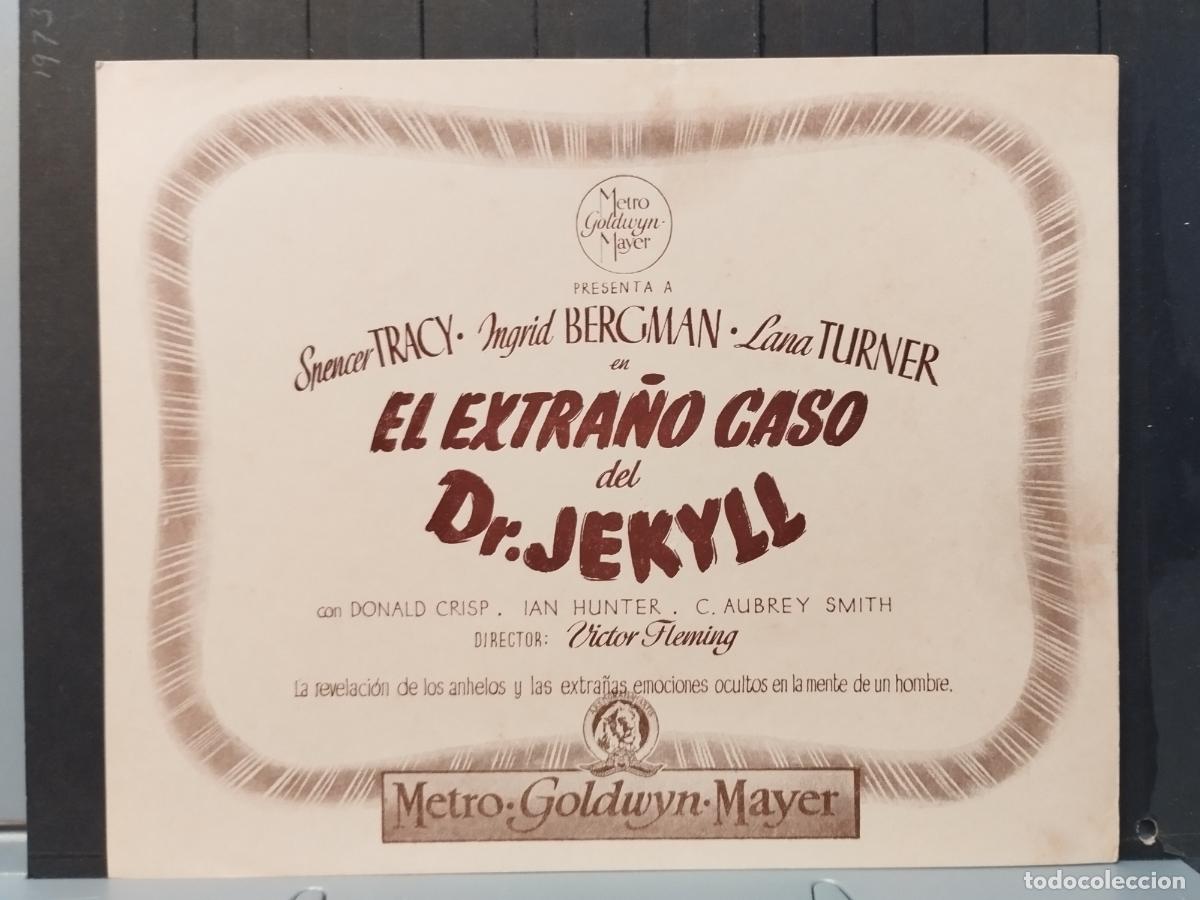 1973
Metro
Goldwyn-
Mayer
PRESENTA A
Spencer TRACY · Ingrid BERGMAN · Lana TURNER
en
EL EXTRAÑO CASO
del
Dr. JEKYLL
con DONALD CRISP . IAN HUNTER . C. AUBREY SMITH
DIRECTOR: Victor Fleming
La revelación de los anhelos y las extrañas emociones ocultos en la mente de un hombre.
Metro · Goldwyn · Mayer
todocoleccion